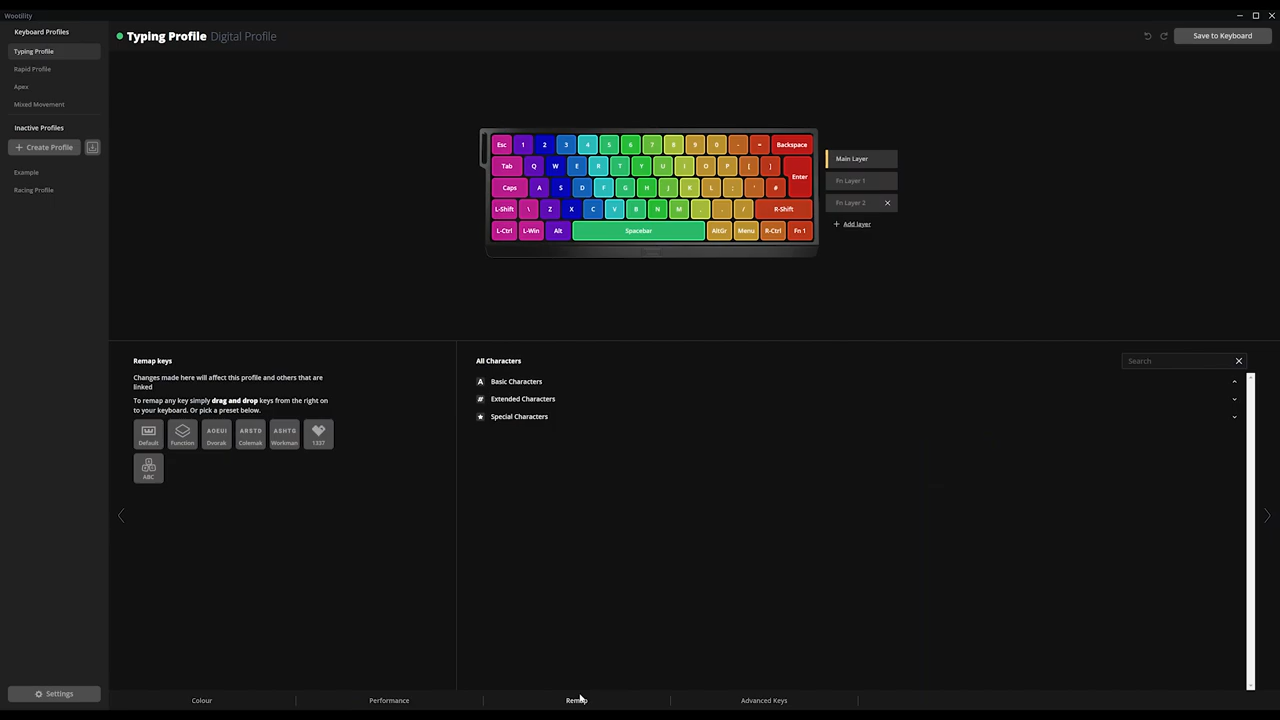 Wootility
Keyboard Profiles
Typing Profile
Rapid Profile
Apex
Mixed Movement
Inactive Profiles
Create Profile
Example
Racing Profile
Settings
Typing Profile Digital Profile
Save to Keyboard
Esc 1 2 3 4 5 6 7 8 9 0 - = Backspace
Tab Q W E R T Y U I O P [ ] Enter
Caps A S D F G H J K L ; ' #
L-Shift \ Z X C V B N M , . / R-Shift
L-Ctrl L-Win Alt Spacebar AltGr Menu R-Ctrl Fn 1
Main Layer
Fn Layer 1
Fn Layer 2
Add layer
Remap keys
Changes made here will affect this profile and others that are
linked
To remap any key simply drag and drop keys from the right on
to your keyboard. Or pick a preset below.
Default
Function
AOEUI
Dvorak
ARSTD
Colemak
ASHTG
Workman
1337
ABC
All Characters
Search
Basic Characters
Extended Characters
Special Characters
Colour
Performance
Remap
Advanced Keys